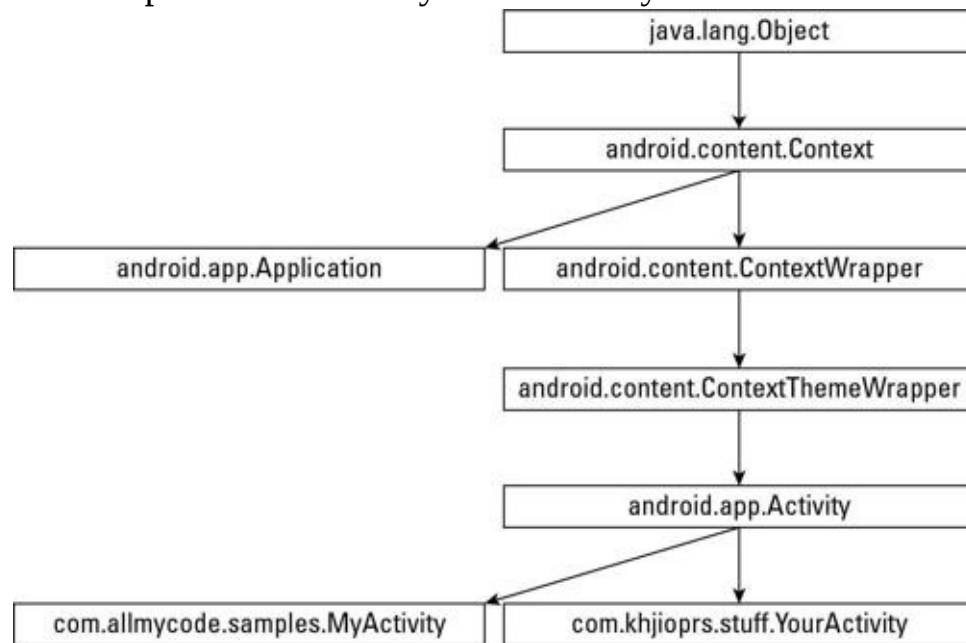 java.lang.Object
android.content.Context
android.app.Application
android.content.ContextWrapper
android.content.ContextThemeWrapper
android.app.Activity
com.allmycode.samples.MyActivity
com.khjioprs.stuff.YourActivity